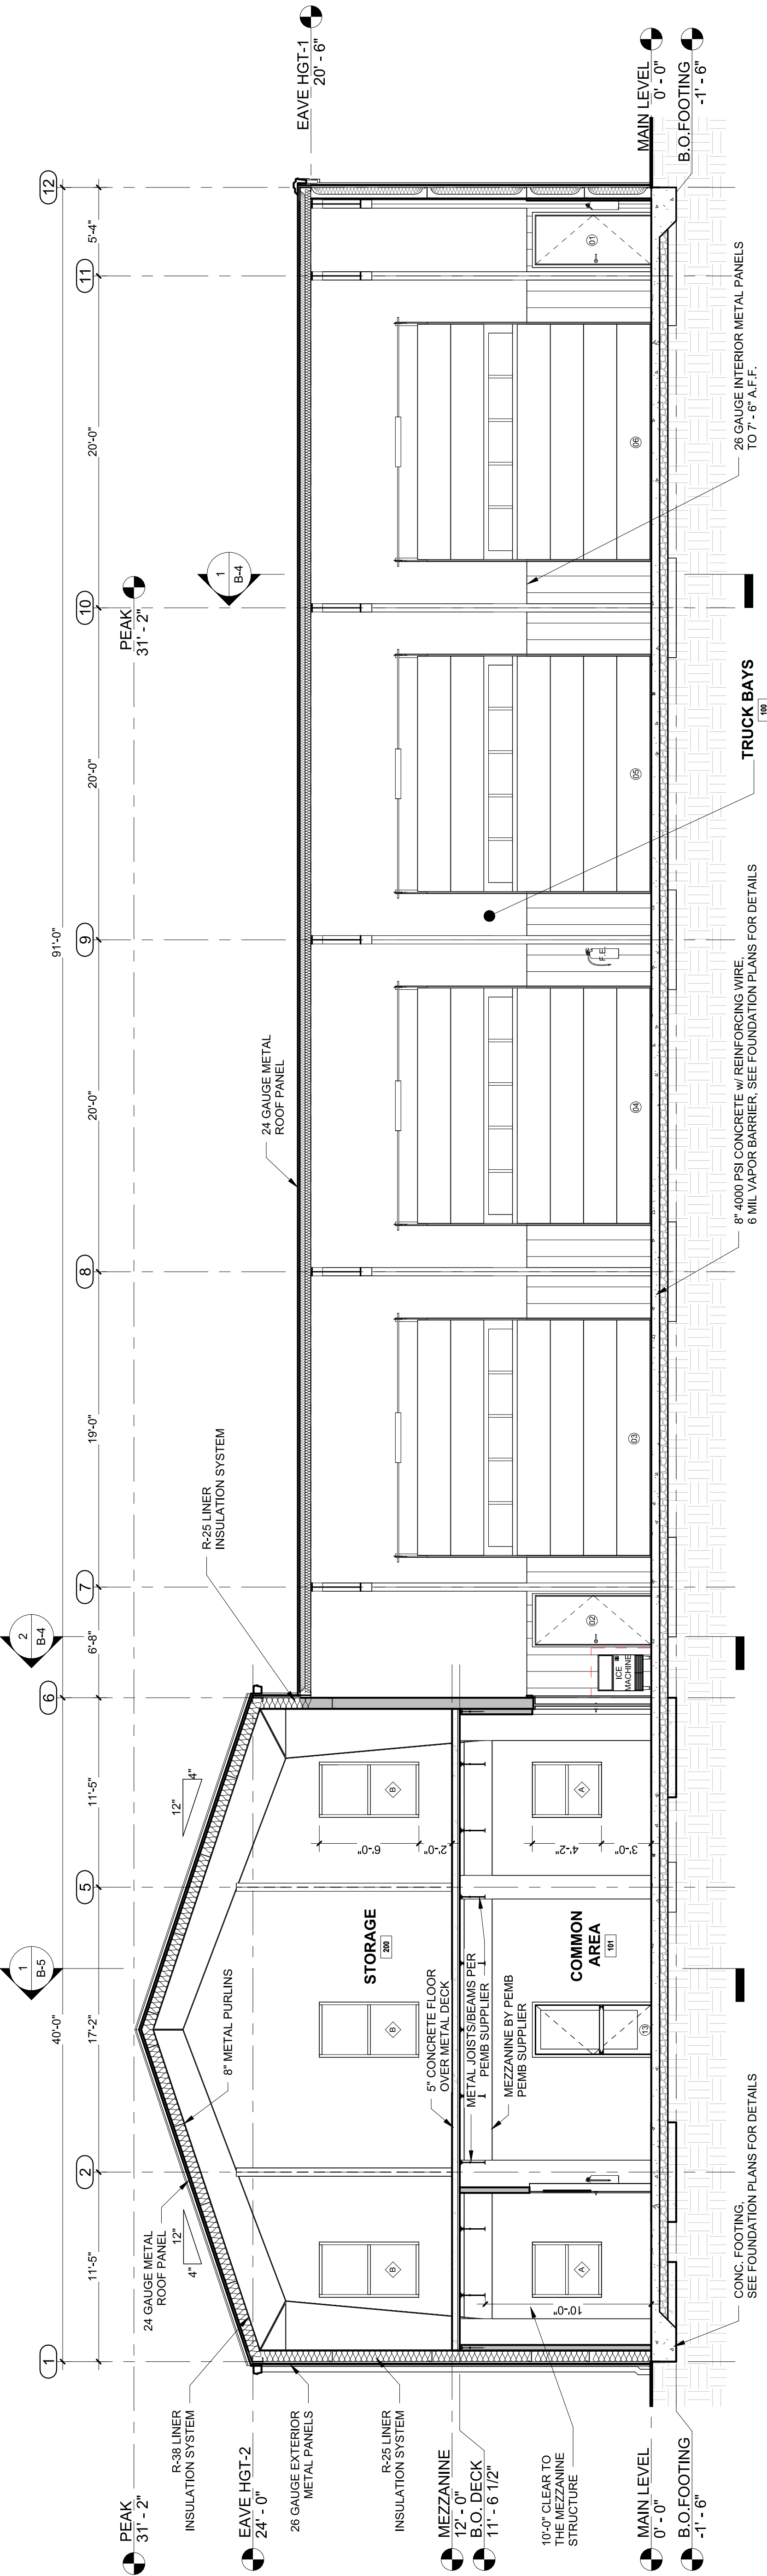 1
2
5
6
7
8
9
10
11
12
40'-0"
91'-0"
11'-5"
17'-2"
11'-5"
6'-8"
19'-0"
20'-0"
20'-0"
20'-0"
5'-4"
1
B-5
2
B-4
1
B-4
PEAK
31' - 2"
PEAK
31' - 2"
EAVE HGT-1
20' - 6"
MAIN LEVEL
0' - 0"
B.O.FOOTING
-1' - 6"
R-38 LINER
INSULATION SYSTEM
EAVE HGT-2
24' - 0"
26 GAUGE EXTERIOR
METAL PANELS
R-25 LINER
INSULATION SYSTEM
MEZZANINE
12' - 0"
B.O. DECK
11' - 6 1/2"
10'-0" CLEAR TO
THE MEZZANINE
STRUCTURE
MAIN LEVEL
0' - 0"
B.O.FOOTING
-1' - 6"
24 GAUGE METAL
ROOF PANEL
12"
4"
8" METAL PURLINS
12"
4"
R-25 LINER
INSULATION SYSTEM
24 GAUGE METAL
ROOF PANEL
STORAGE
200
B
B
B
6'-0"
2'-0"
5" CONCRETE FLOOR
OVER METAL DECK
METAL JOISTS/BEAMS PER
PEMB SUPPLIER
MEZZANINE BY PEMB
PEMB SUPPLIER
COMMON
AREA
101
A
A
4'-2"
3'-0"
10'-0"
13
ICE
MACHINE
02
03
04
F.E.
05
06
01
CONC. FOOTING,
SEE FOUNDATION PLANS FOR DETAILS
8" 4000 PSI CONCRETE w/ REINFORCING WIRE,
6 MIL VAPOR BARRIER, SEE FOUNDATION PLANS FOR DETAILS
TRUCK BAYS
100
26 GAUGE INTERIOR METAL PANELS
TO 7' - 6" A.F.F.